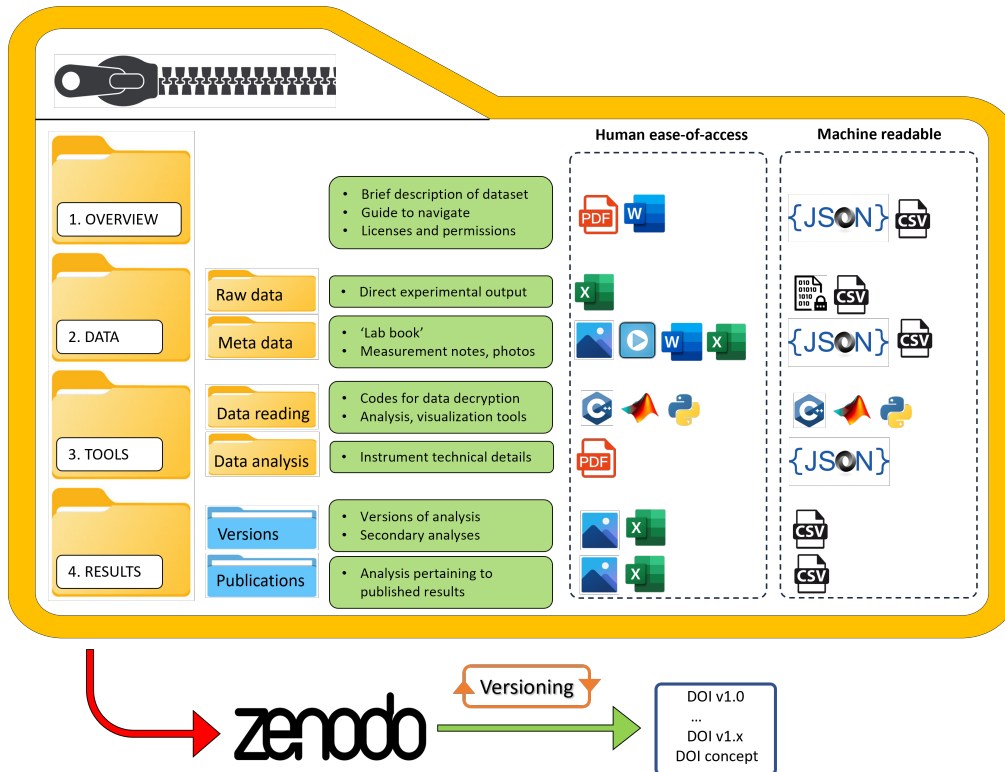 Human ease-of-access
Machine readable
1. OVERVIEW
• Brief description of dataset
• Guide to navigate
• Licenses and permissions
PDF
W
{JSON}
CSV
2. DATA
Raw data
• Direct experimental output
X
010
01010
1010
010
CSV
Meta data
• ‘Lab book’
• Measurement notes, photos
W
X
{JSON}
CSV
3. TOOLS
Data reading
• Codes for data decryption
• Analysis, visualization tools
C++
C++
Data analysis
• Instrument technical details
PDF
{JSON}
4. RESULTS
Versions
• Versions of analysis
• Secondary analyses
X
CSV
Publications
• Analysis pertaining to
published results
X
CSV
zenodo
Versioning
DOI v1.0
...
DOI v1.x
DOI concept